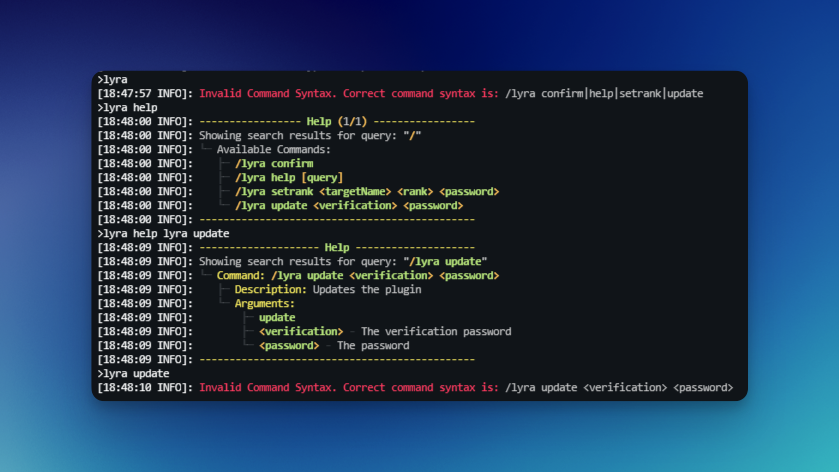 >lyra
[18:47:57 INFO]: Invalid Command Syntax. Correct command syntax is: /lyra confirm|help|setrank|update
>lyra help
[18:48:00 INFO]: ----------------- Help (1/1) -----------------
[18:48:00 INFO]: Showing search results for query: "/"
[18:48:00 INFO]: └─ Available Commands:
[18:48:00 INFO]:    ├─ /lyra confirm
[18:48:00 INFO]:    ├─ /lyra help [query]
[18:48:00 INFO]:    ├─ /lyra setrank <targetName> <rank> <password>
[18:48:00 INFO]:    └─ /lyra update <verification> <password>
[18:48:00 INFO]: ----------------------------------------------
>lyra help lyra update
[18:48:09 INFO]: -------------------- Help --------------------
[18:48:09 INFO]: Showing search results for query: "/lyra update"
[18:48:09 INFO]: └─ Command: /lyra update <verification> <password>
[18:48:09 INFO]:    ├─ Description: Updates the plugin
[18:48:09 INFO]:    └─ Arguments:
[18:48:09 INFO]:       ├─ update
[18:48:09 INFO]:       ├─ <verification> - The verification password
[18:48:09 INFO]:       └─ <password> - The password
[18:48:09 INFO]: ----------------------------------------------
>lyra update
[18:48:10 INFO]: Invalid Command Syntax. Correct command syntax is: /lyra update <verification> <password>